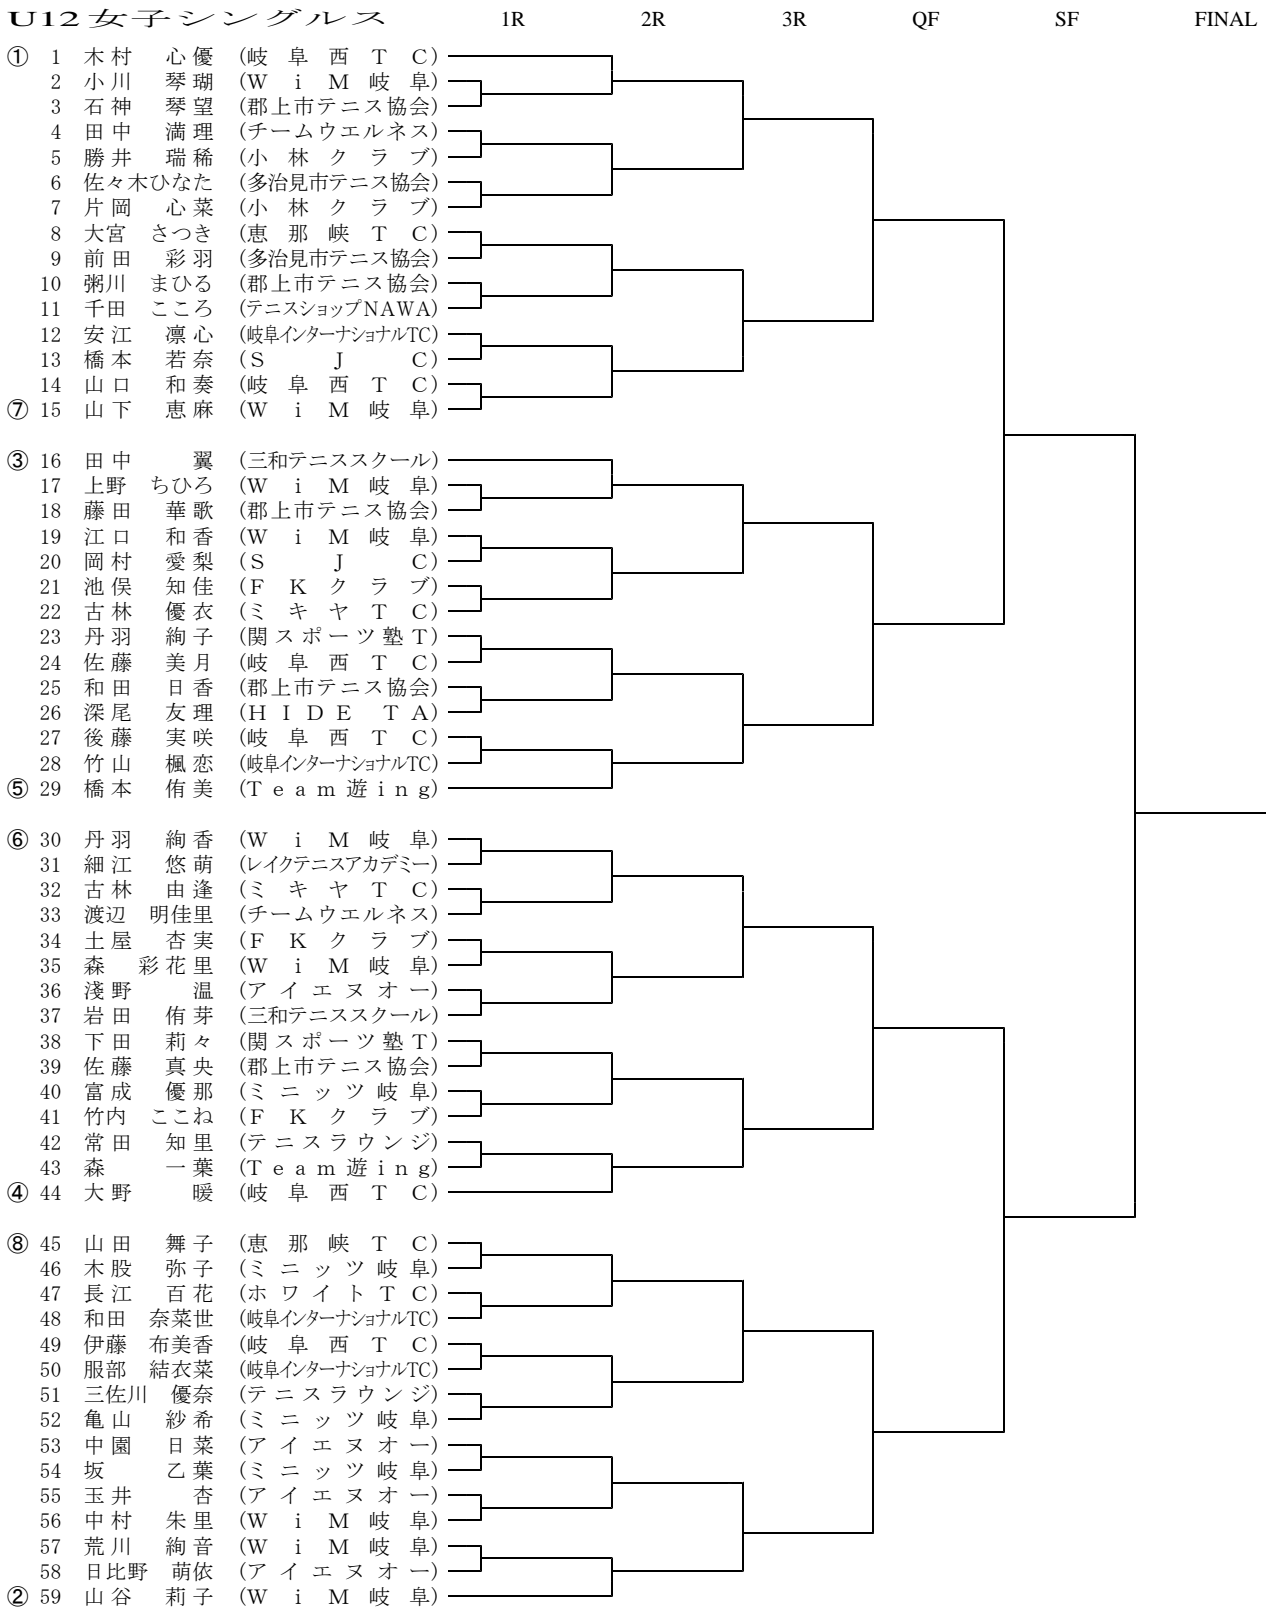 U12女子シングルス 1R 2R 3R QF SF FINAL
① 1 木村 心優 (岐阜西TC)
2 小川 琴瑚 (WiM岐阜)
3 石神 琴望 (郡上市テニス協会)
4 田中 満理 (チームウエルネス)
5 勝井 瑞稀 (小林クラブ)
6 佐々木ひなた (多治見市テニス協会)
7 片岡 心菜 (小林クラブ)
8 大宮 さつき (恵那峡TC)
9 前田 彩羽 (多治見市テニス協会)
10 粥川 まひる (郡上市テニス協会)
11 千田 こころ (テニスショップNAWA)
12 安江 凛心 (岐阜インターナショナルTC)
13 橋本 若奈 (SJC)
14 山口 和奏 (岐阜西TC)
⑦ 15 山下 恵麻 (WiM岐阜)
③ 16 田中 翼 (三和テニススクール)
17 上野 ちひろ (WiM岐阜)
18 藤田 華歌 (郡上市テニス協会)
19 江口 和香 (WiM岐阜)
20 岡村 愛梨 (SJC)
21 池俣 知佳 (FKクラブ)
22 古林 優衣 (ミキヤTC)
23 丹羽 絢子 (関スポーツ塾T)
24 佐藤 美月 (岐阜西TC)
25 和田 日香 (郡上市テニス協会)
26 深尾 友理 (HIDE TA)
27 後藤 実咲 (岐阜西TC)
28 竹山 楓恋 (岐阜インターナショナルTC)
⑤ 29 橋本 侑美 (Team遊ing)
⑥ 30 丹羽 絢香 (WiM岐阜)
31 細江 悠萌 (レイクテニスアカデミー)
32 古林 由逢 (ミキヤTC)
33 渡辺 明佳里 (チームウエルネス)
34 土屋 杏実 (FKクラブ)
35 森 彩花里 (WiM岐阜)
36 淺野 温 (アイエヌオー)
37 岩田 侑芽 (三和テニススクール)
38 下田 莉々 (関スポーツ塾T)
39 佐藤 真央 (郡上市テニス協会)
40 富成 優那 (ミニッツ岐阜)
41 竹内 ここね (FKクラブ)
42 常田 知里 (テニスラウンジ)
43 森 一葉 (Team遊ing)
④ 44 大野 暖 (岐阜西TC)
⑧ 45 山田 舞子 (恵那峡TC)
46 木股 弥子 (ミニッツ岐阜)
47 長江 百花 (ホワイトTC)
48 和田 奈菜世 (岐阜インターナショナルTC)
49 伊藤 布美香 (岐阜西TC)
50 服部 結衣菜 (岐阜インターナショナルTC)
51 三佐川 優奈 (テニスラウンジ)
52 亀山 紗希 (ミニッツ岐阜)
53 中園 日菜 (アイエヌオー)
54 坂 乙葉 (ミニッツ岐阜)
55 玉井 杏 (アイエヌオー)
56 中村 朱里 (WiM岐阜)
57 荒川 絢音 (WiM岐阜)
58 日比野 萌依 (アイエヌオー)
② 59 山谷 莉子 (WiM岐阜)